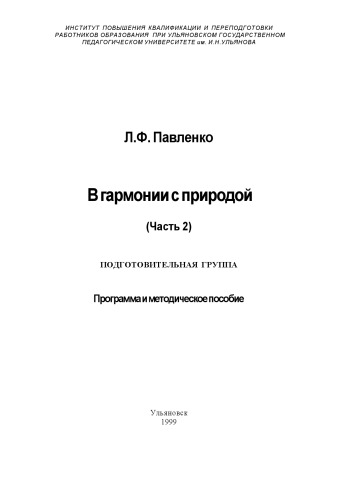 ИНСТИТУТ ПОВЫШЕНИЯ КВАЛИФИКАЦИИ И ПЕРЕПОДГОТОВКИ
РАБОТНИКОВ ОБРАЗОВАНИЯ ПРИ УЛЬЯНОВСКОМ ГОСУДАРСТВЕННОМ
ПЕДАГОГИЧЕСКОМ УНИВЕРСИТЕТЕ им. И.Н.УЛЬЯНОВА
Л.Ф. Павленко
В гармонии с природой
(Часть 2)
ПОДГОТОВИТЕЛЬНАЯ ГРУППА
Программа и методическое пособие
Ульяновск
1999